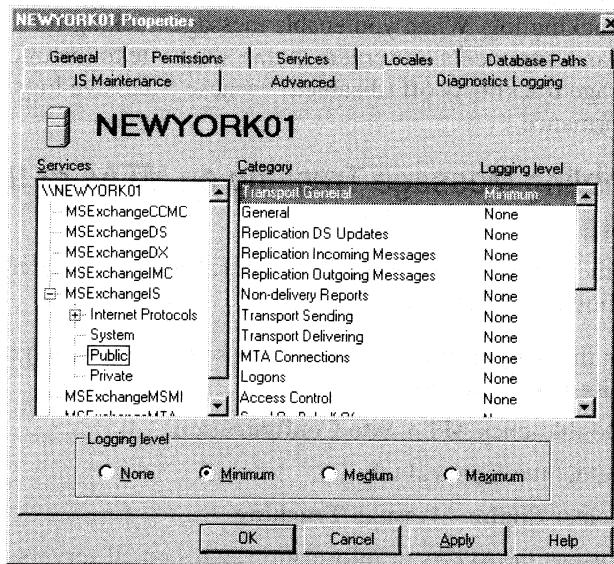 NEWYORK01 Properties
General Permissions Services Locales Database Paths
IS Maintenance Advanced Diagnostics Logging
NEWYORK01
Services Category Logging level
\\NEWYORK01 Transport General Minimum
MSExchangeCCMC General None
MSExchangeDS Replication DS Updates None
MSExchangeDX Replication Incoming Messages None
MSExchangeIMC Replication Outgoing Messages None
MSExchangeIS Non-delivery Reports None
Internet Protocols Transport Sending None
System Transport Delivering None
Public MTA Connections None
Private Logons None
MSExchangeMSMI Access Control None
MSExchangeMTA
Logging level
None Minimum Medium Maximum
OK Cancel Apply Help